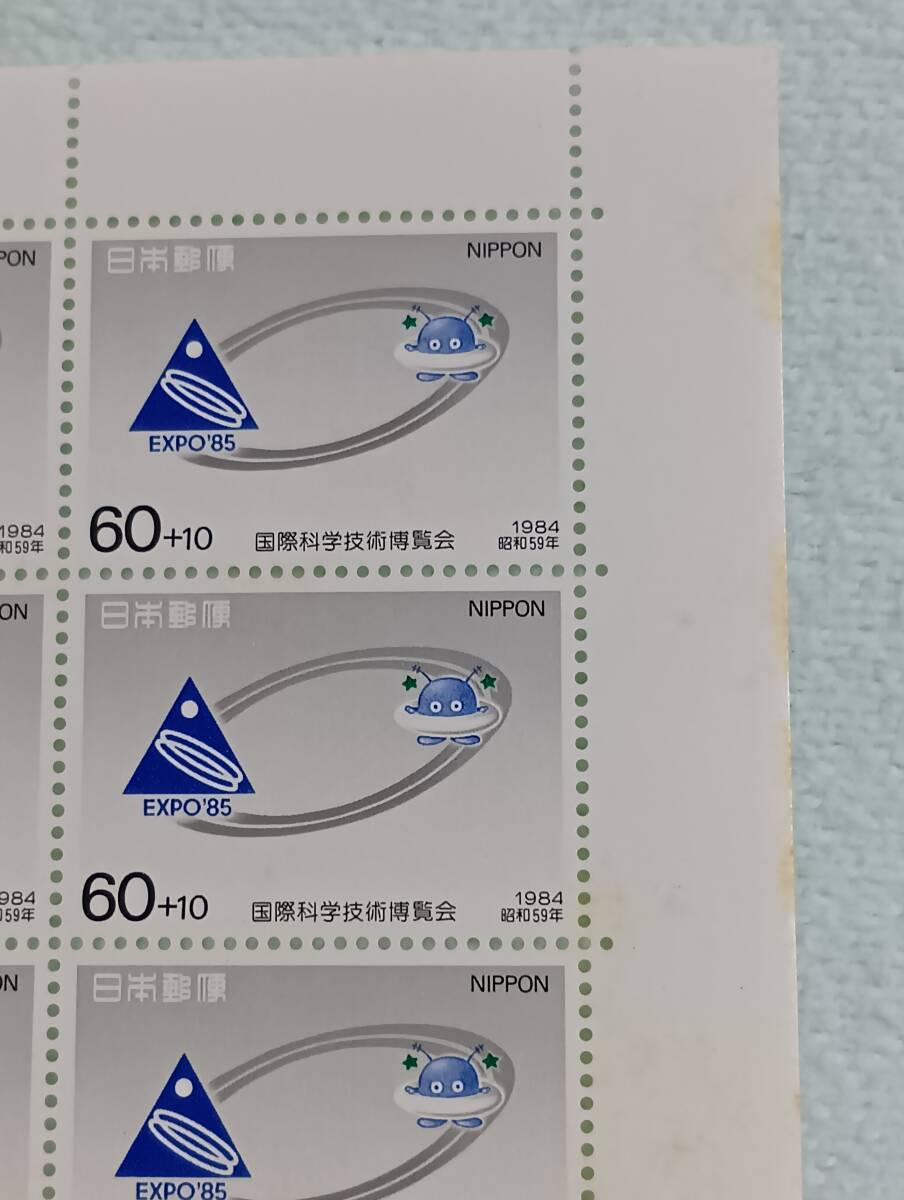 PON
日本郵便
NIPPON
EXPO'85
1984
和59年
60+10
国際科学技術博覧会
1984
昭和59年
ON
日本郵便
NIPPON
EXPO'85
984
59年
60+10
国際科学技術博覧会
1984
昭和59年
ON
日本郵便
NIPPON
EXPO'85